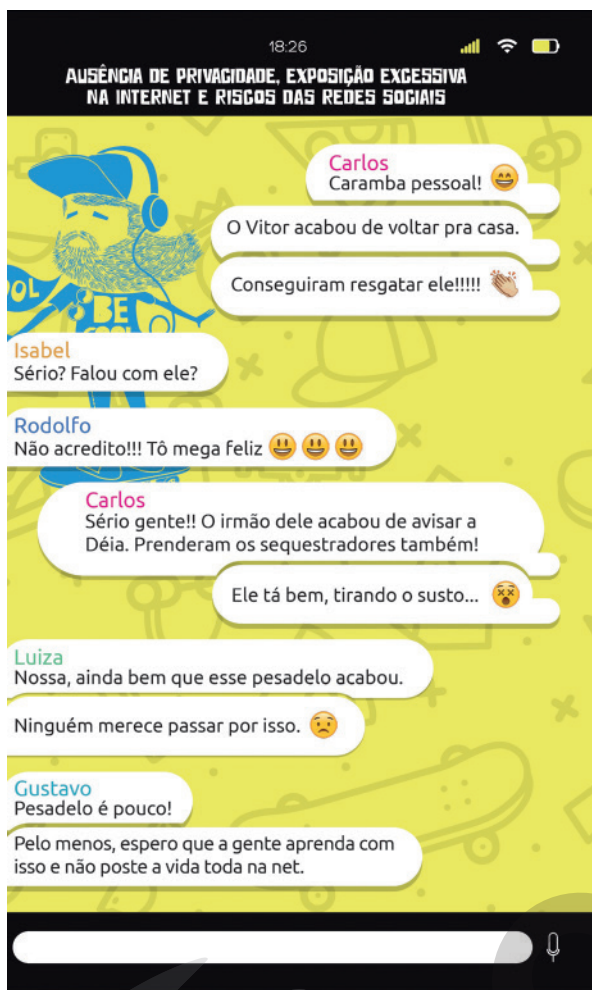 18:26
AUSÊNCIA DE PRIVACIDADE, EXPOSIÇÃO EXCESSIVA
NA INTERNET E RISCOS DAS REDES SOCIAIS
Carlos
Caramba pessoal! 😄
O Vitor acabou de voltar pra casa.
Conseguiram resgatar ele!!!!! 👏
OL
BE
COOL
Isabel
Sério? Falou com ele?
Rodolfo
Não acredito!!! Tô mega feliz 😃 😃 😃
Carlos
Sério gente!! O irmão dele acabou de avisar a
Déia. Prenderam os sequestradores também!
Ele tá bem, tirando o susto... 😵
Luiza
Nossa, ainda bem que esse pesadelo acabou.
Ninguém merece passar por isso. 😟
Gustavo
Pesadelo é pouco!
Pelo menos, espero que a gente aprenda com
isso e não poste a vida toda na net.